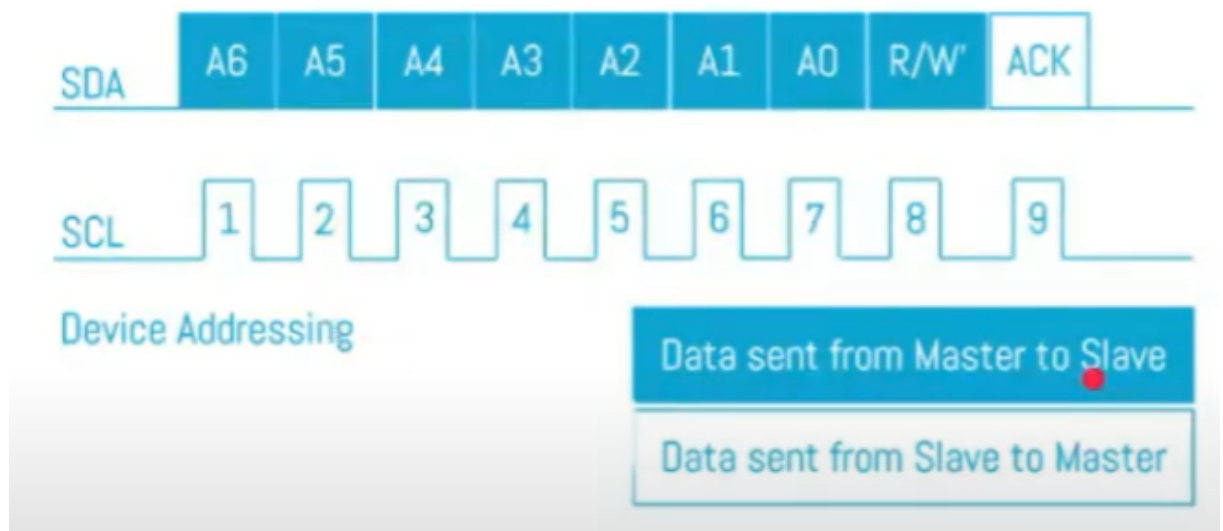 SDA A6 A5 A4 A3 A2 A1 A0 R/W' ACK
SCL 1 2 3 4 5 6 7 8 9
Device Addressing
Data sent from Master to Slave
Data sent from Slave to Master